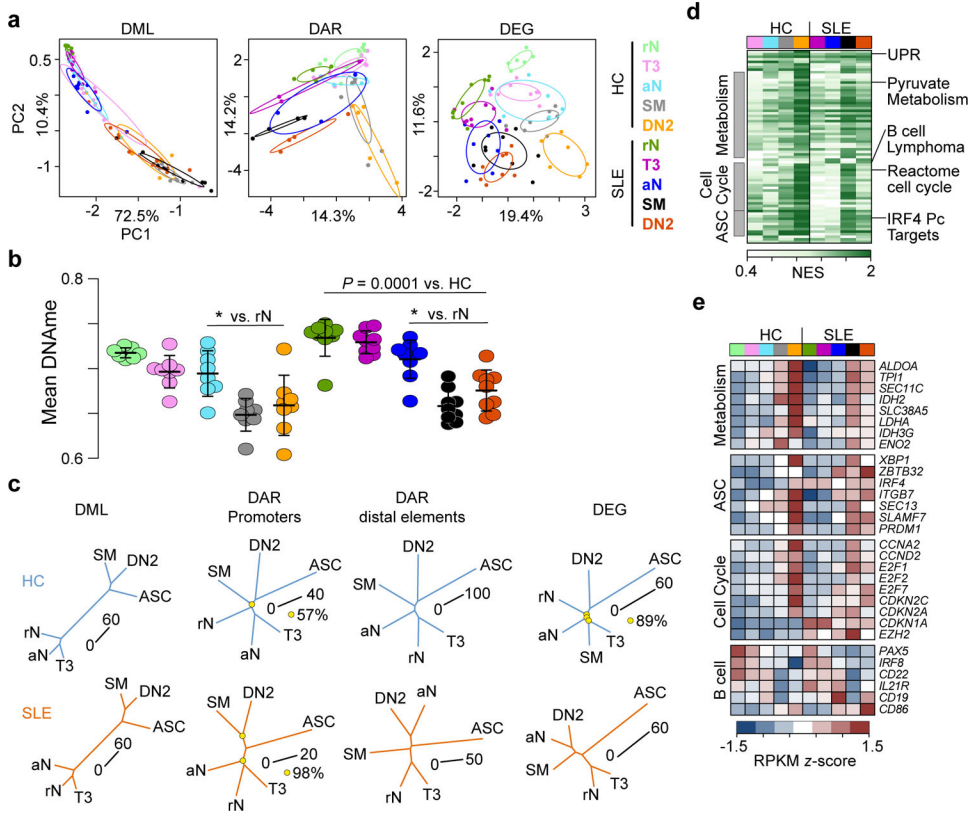 a
DML
DAR
DEG
PC2
10.4%
0.5
-1
-2
-1
72.5%
PC1
14.2%
2
-4
-4
4
14.3%
11.6%
2
-2
-2
3
19.4%
HC
rN
T3
aN
SM
DN2
SLE
rN
T3
aN
SM
DN2
b
Mean DNAme
0.8
0.6
* vs. rN
P = 0.0001 vs. HC
* vs. rN
c
DML
DAR
Promoters
DAR
distal elements
DEG
HC
SM
DN2
ASC
rN
aN
T3
0
60
SM
DN2
ASC
rN
aN
T3
0
40
57%
DN2
SM
ASC
aN
T3
rN
0
100
DN2
ASC
rN
aN
SM
T3
0
60
89%
SLE
SM
DN2
ASC
aN
rN
T3
0
60
SM
DN2
ASC
aN
rN
T3
0
20
98%
DN2
aN
ASC
SM
rN
T3
0
50
DN2
aN
SM
ASC
rN
T3
0
60
d
HC
SLE
Metabolism
Cell
Cycle
ASC
UPR
Pyruvate
Metabolism
B cell
Lymphoma
Reactome
cell cycle
IRF4 Pc
Targets
0.4
NES
2
e
HC
SLE
Metabolism
ALDOA
TPI1
SEC11C
IDH2
SLC38A5
LDHA
IDH3G
ENO2
ASC
XBP1
ZBTB32
IRF4
ITGB7
SEC13
SLAMF7
PRDM1
Cell Cycle
CCNA2
CCND2
E2F1
E2F2
E2F7
CDKN2C
CDKN2A
CDKN1A
EZH2
B cell
PAX5
IRF8
CD22
IL21R
CD19
CD86
-1.5
1.5
RPKM z-score